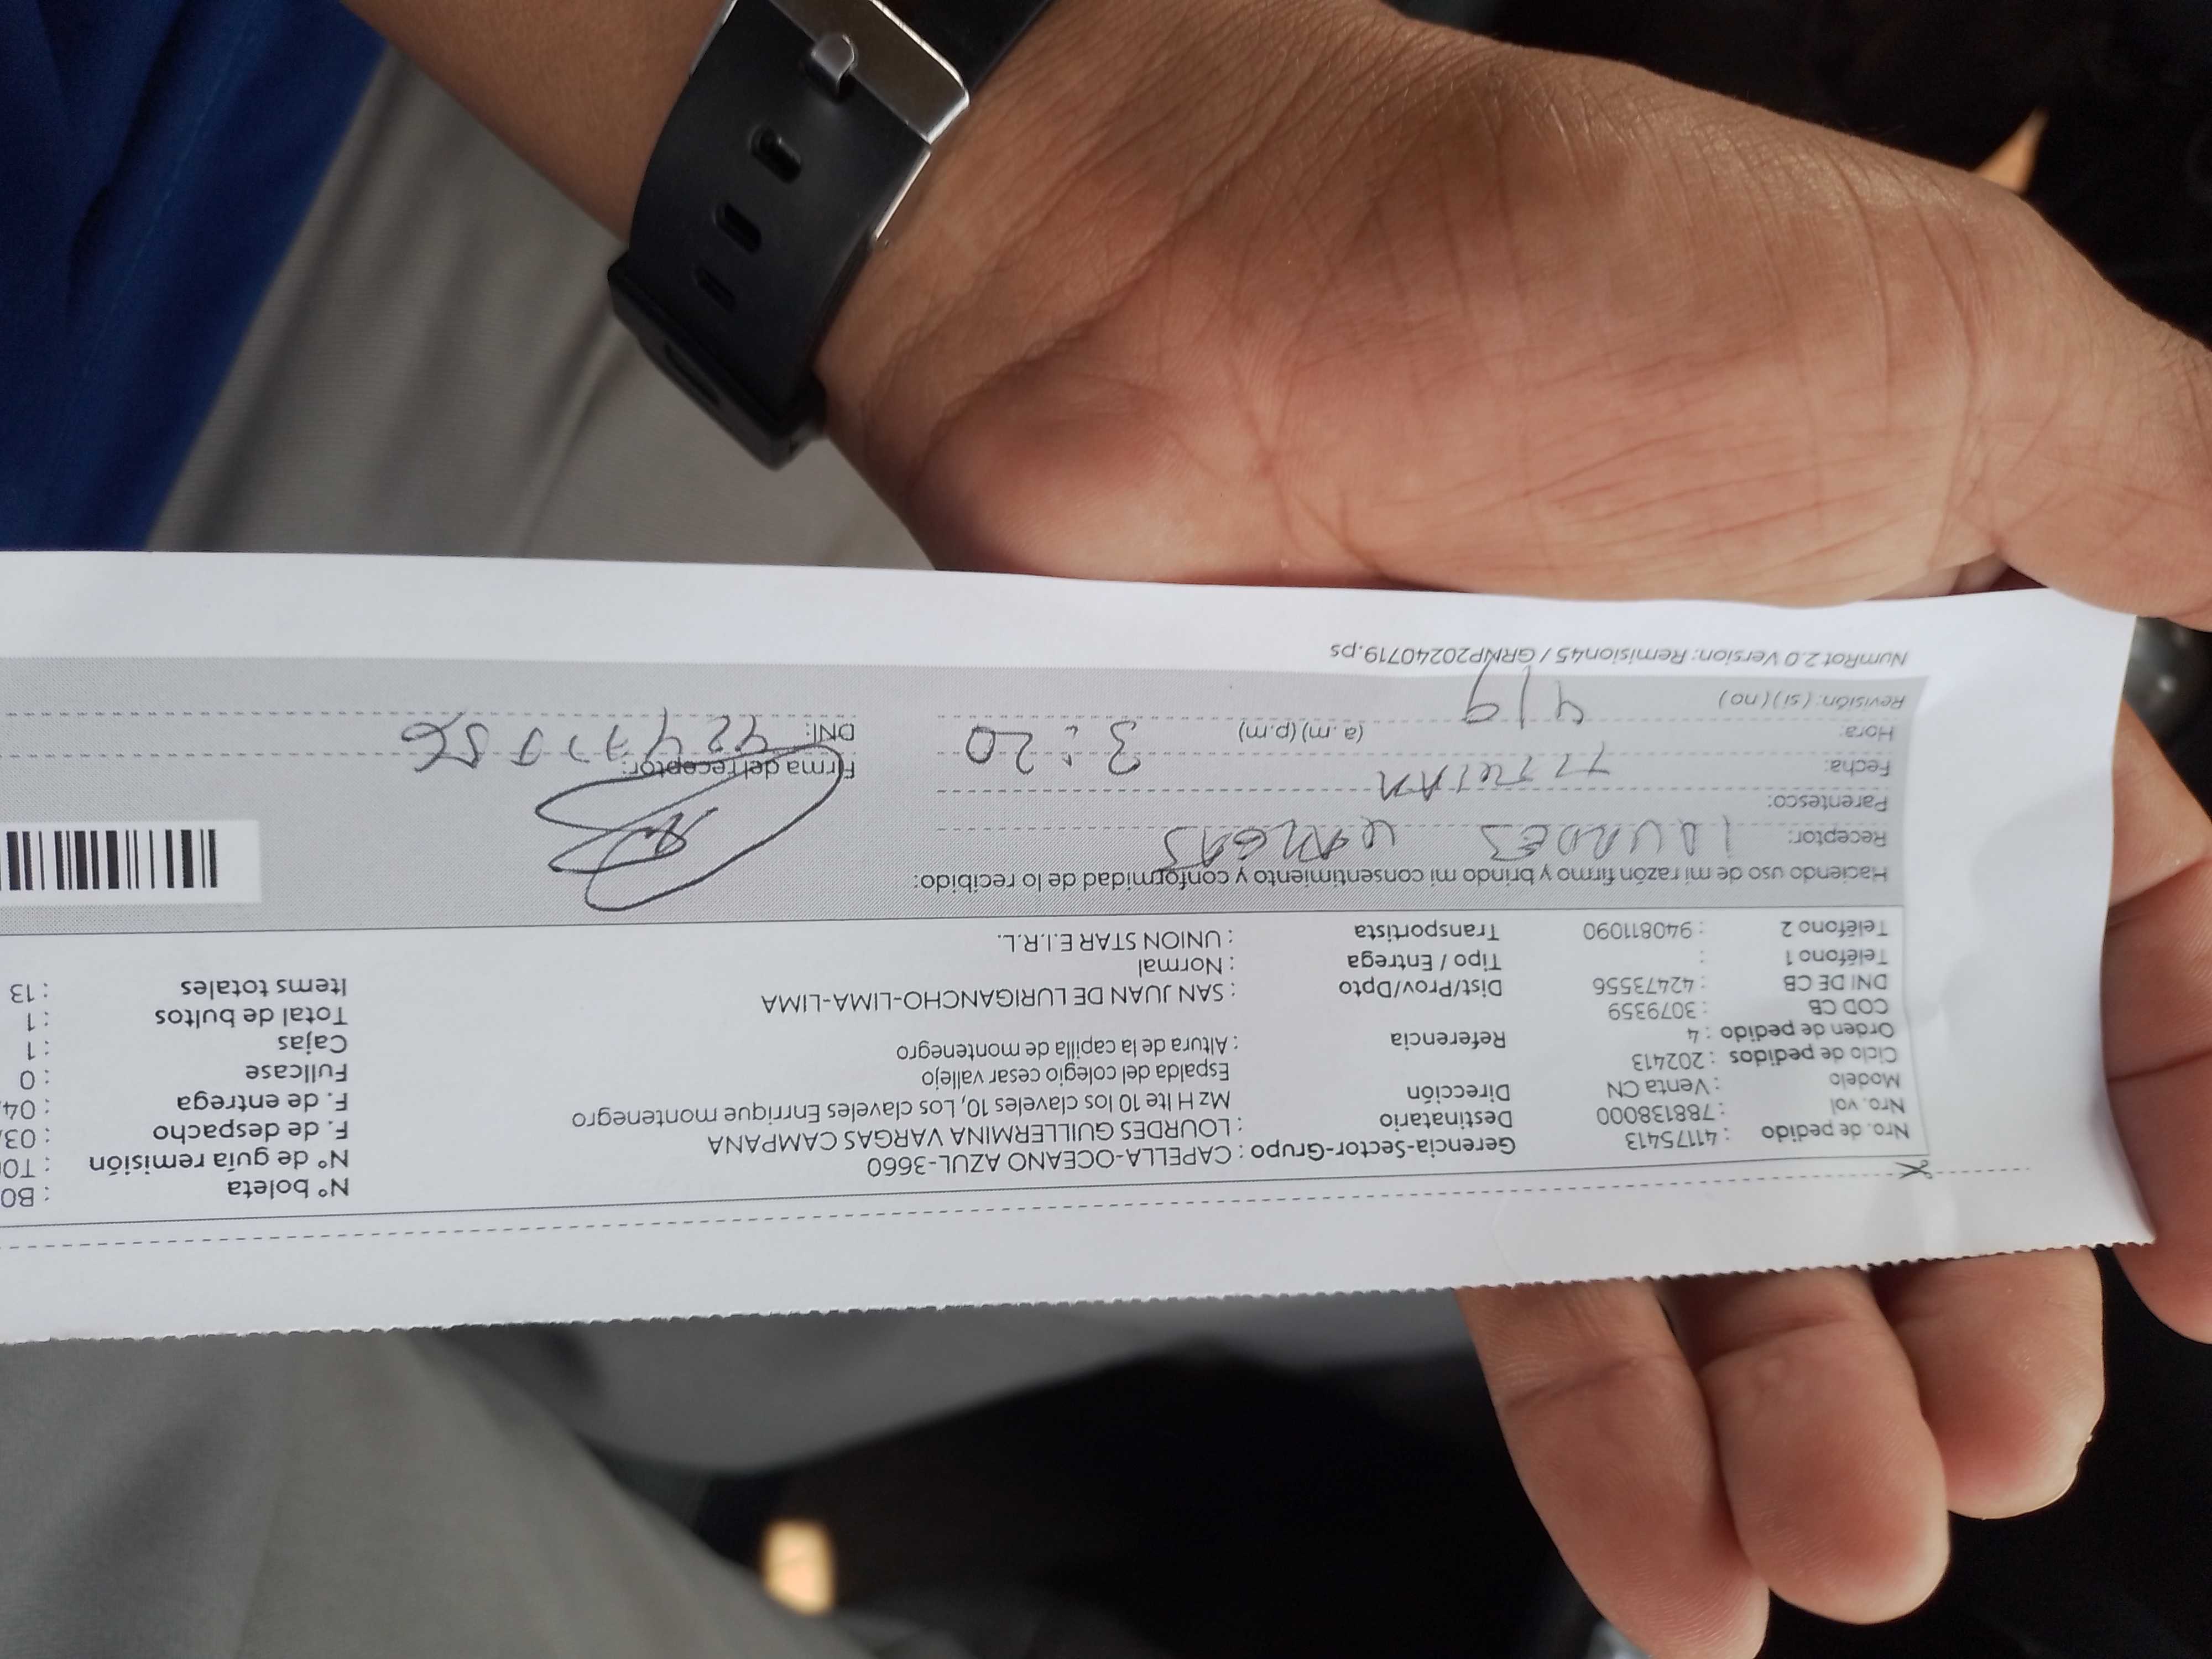 Nro. de pedido : 41175413 Gerencia-Sector-Grupo : CAPELLA-OCEANO AZUL-3660 N° boleta : B0
Nro. vol : 788138000 Destinatario : LOURDES GUILLERMINA VARGAS CAMPANA N° de guía remisión : T0
Modelo : Venta CN Dirección Mz H lte 10 los claveles 10, Los claveles Enrrique montenegro F. de despacho : 03
Ciclo de pedidos : 202413 Espalda del colegio cesar vallejo F. de entrega : 04
Orden de pedido : 4 Referencia : Altura de la capilla de montenegro Fullcase : 0
COD CB : 3079359 Cajas : 1
DNI DE CB : 42473556 Dist/Prov/Dpto : SAN JUAN DE LURIGANCHO-LIMA-LIMA Total de bultos : 1
Teléfono 1 : Tipo / Entrega : Normal Items totales : 13
Teléfono 2 : 940811090 Transportista : UNION STAR E.I.R.L.
Haciendo uso de mi razón firmo y brindo mi consentimiento y conformidad de lo recibido:
Receptor: LOURDES VARGAS
Parentesco:
Fecha: TITULAR Firma del receptor:
Hora: (a.m) (p.m) 3:20 DNI:
Revisión: (si) (no) 4/9
NumRot 2.0 Version: Remision45 / GRNP20240719.ps